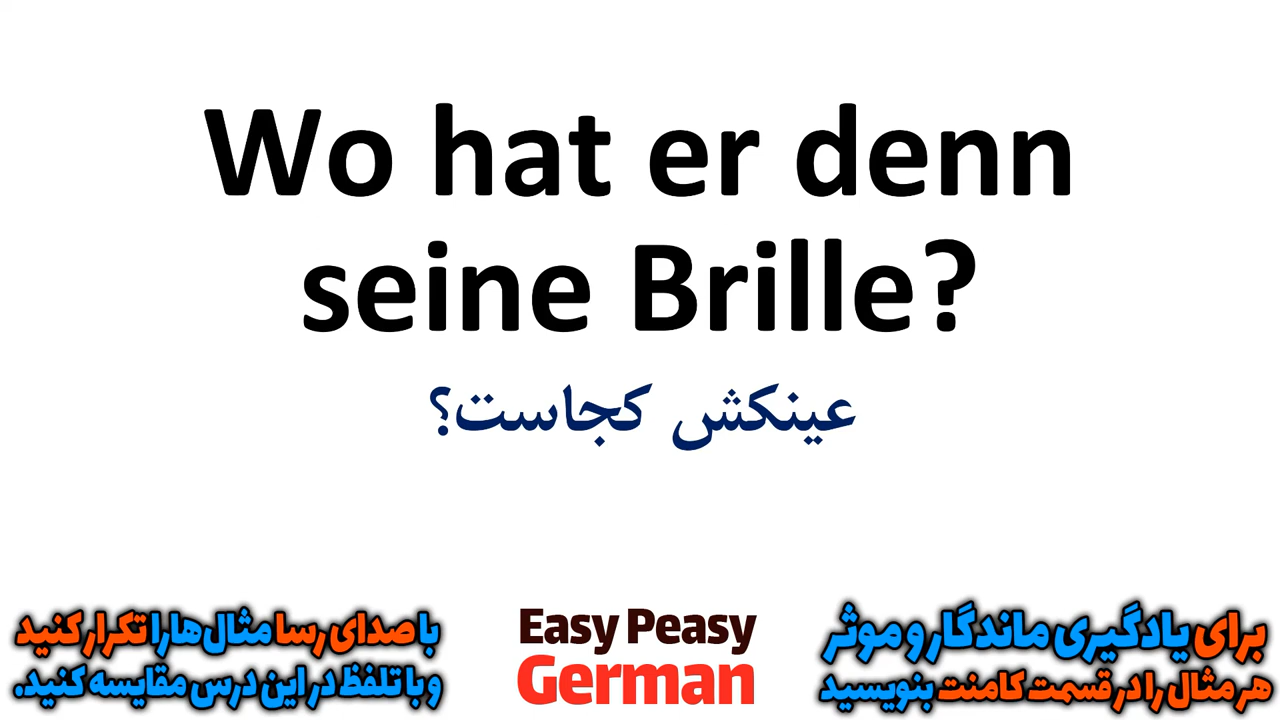 Wo hat er denn
seine Brille?
عینکش کجاست؟
با صدای رسا مثال‌ها را تکرار کنید
و با تلفظ در این درس مقایسه کنید.
Easy Peasy
German
برای یادگیری ماندگار و موثر
هر مثال را در قسمت کامنت بنویسید